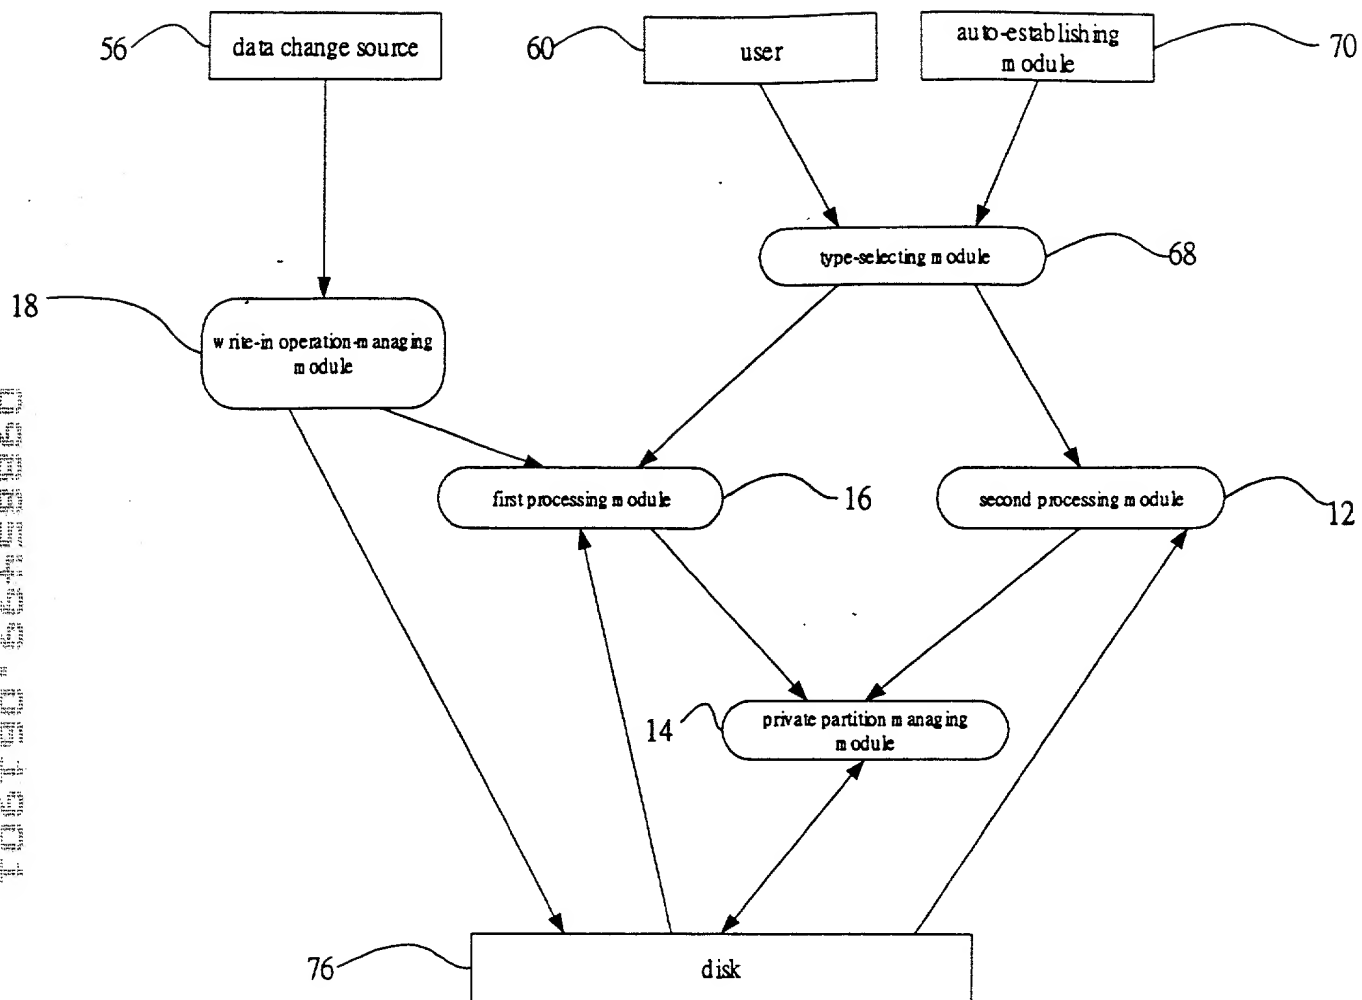 56
data change source
60
user
auto-establishing
module
70
type-selecting module
68
18
write-in operation-managing
module
first processing module
16
second processing module
12
14
private partition managing
module
76
disk